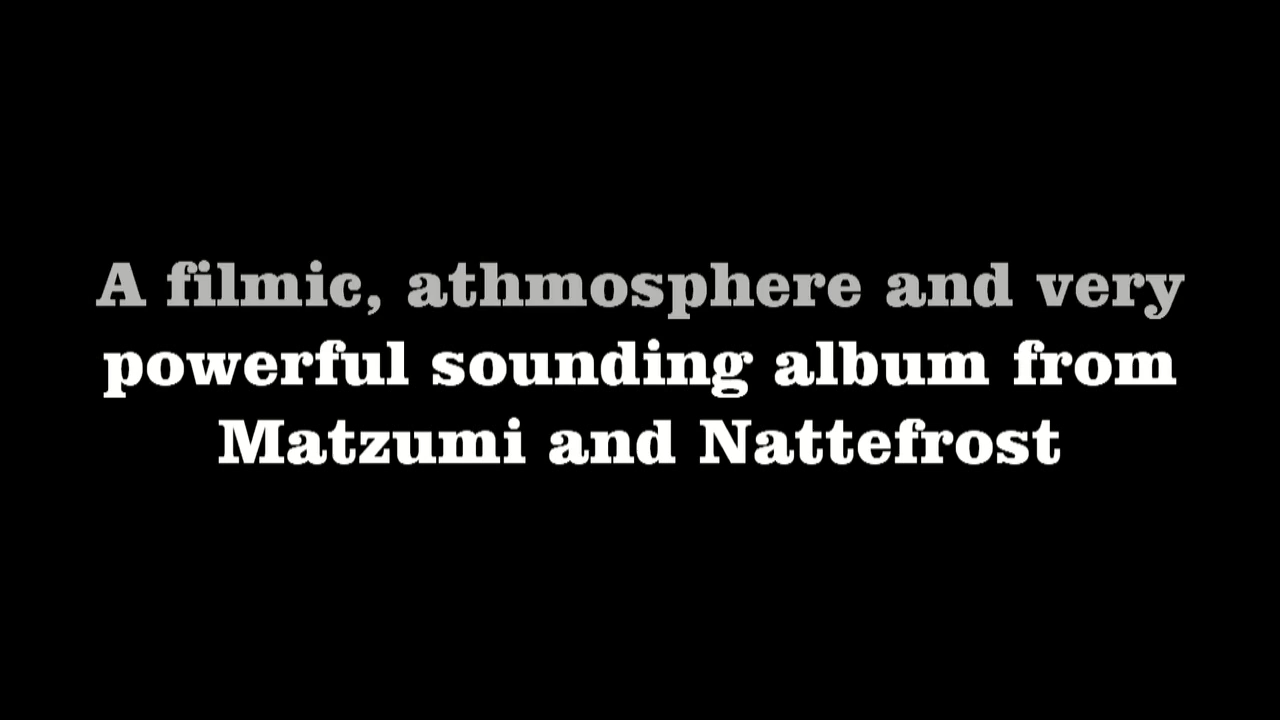 A filmic, athmosphere and very
powerful sounding album from
Matzumi and Nattefrost